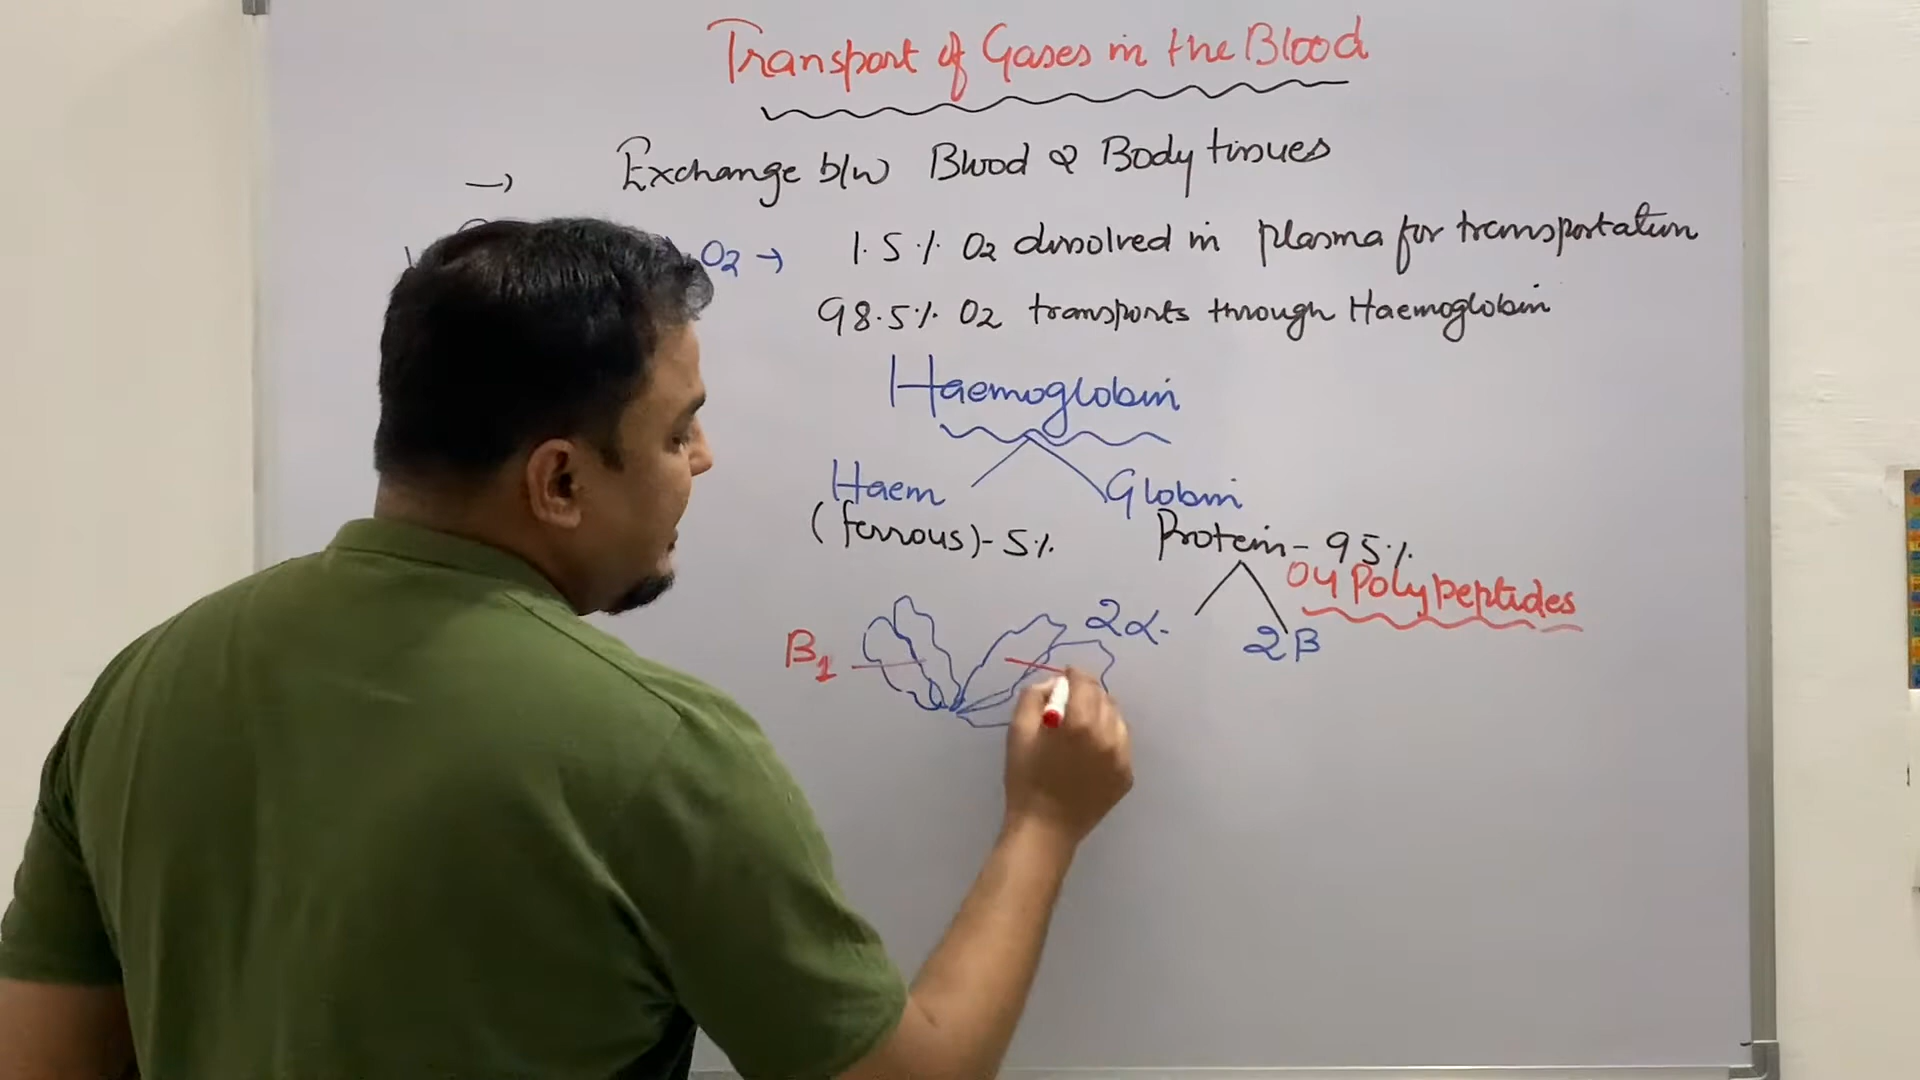 Transport of Gases in the Blood
→ Exchange b/w Blood & Body tissues
O2 → 1.5% O2 dissolved in plasma for transportation
98.5% O2 transports through Haemoglobin
Haemoglobin
Haem Globin
(ferrous)-5% Protein-95%
04 Polypeptides
2α- 2β
B1